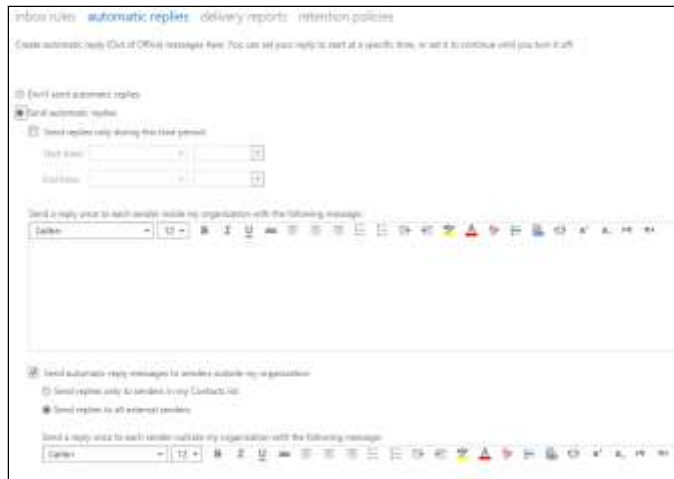 inbox rules automatic replies delivery reports retention policies
Create automatic reply (Out of Office) messages here. You can set your reply to start at a specific time, or set it to continue until you turn it off.
Don't send automatic replies
Send automatic replies
Send replies only during this time period:
Start time:
End time:
Send a reply once to each sender inside my organization with the following message:
Calibri 12 B I U abc
Send automatic reply messages to senders outside my organization
Send replies only to senders in my Contacts list
Send replies to all external senders
Send a reply once to each sender outside my organization with the following message:
Calibri 12 B I U abc